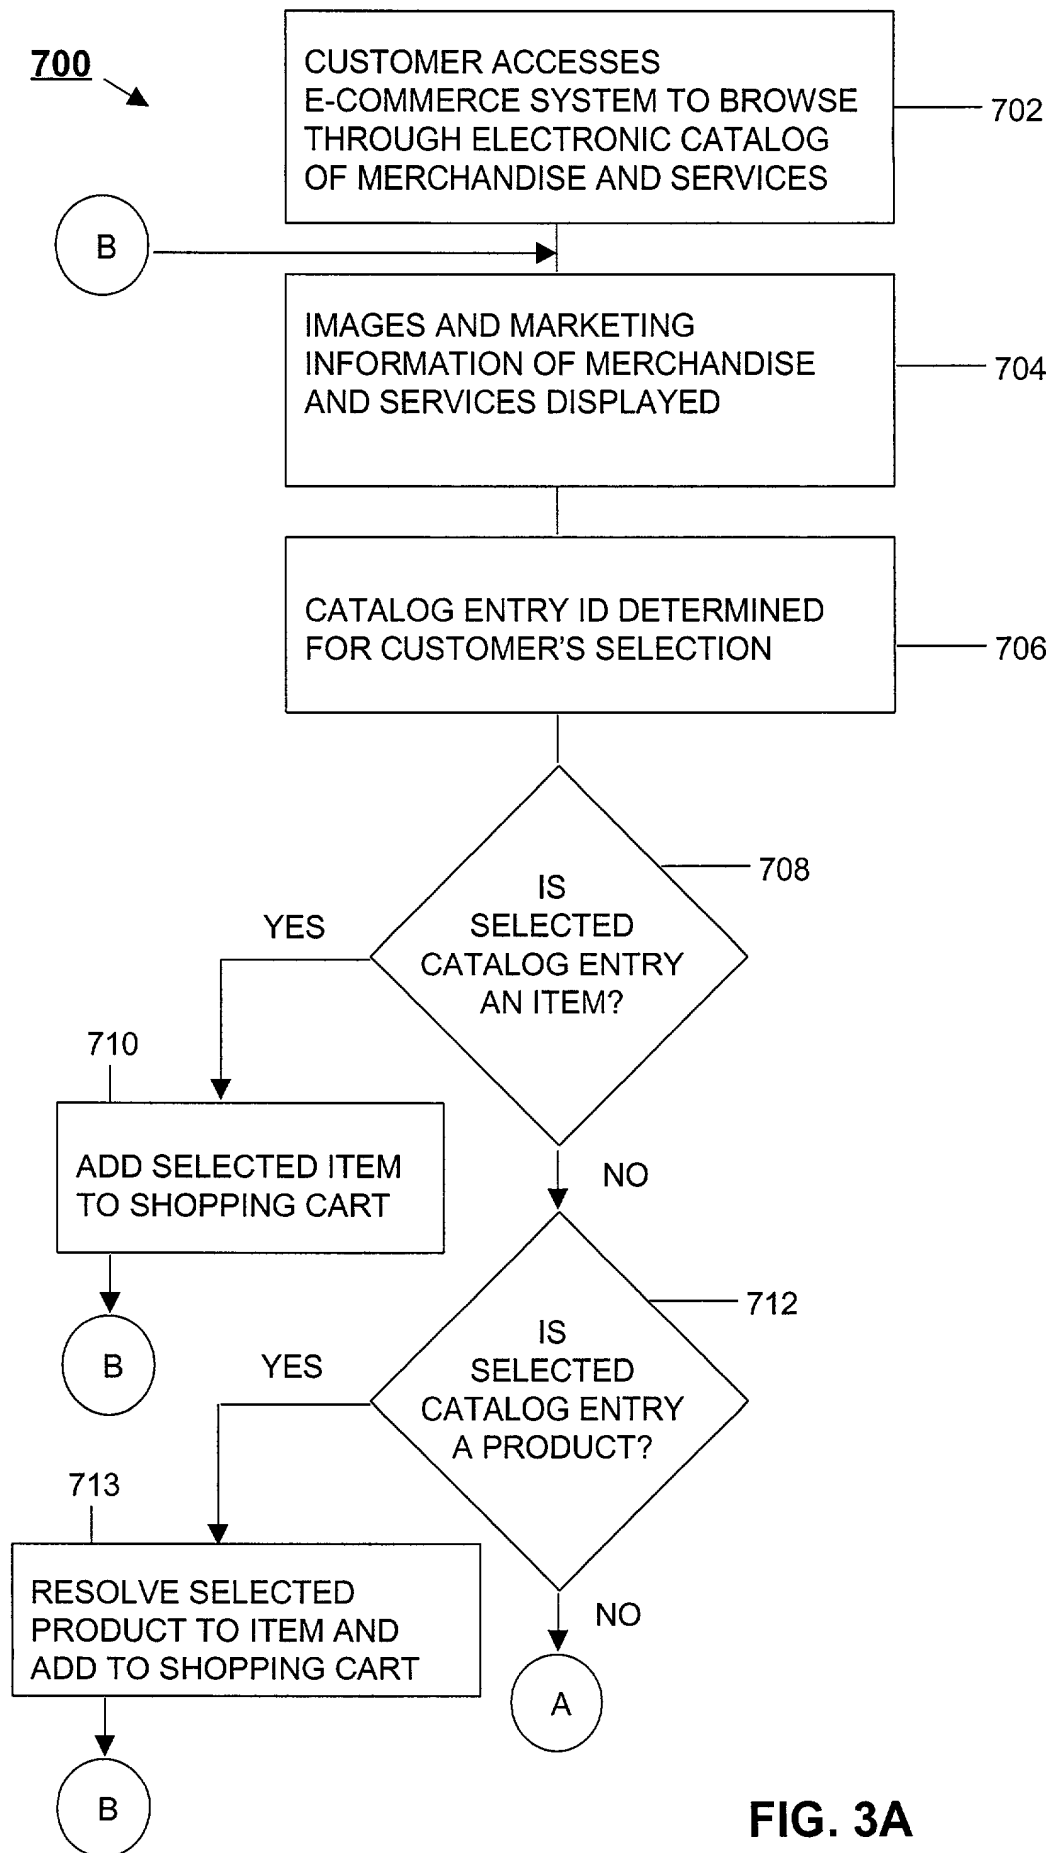 700
CUSTOMER ACCESSES
E-COMMERCE SYSTEM TO BROWSE
THROUGH ELECTRONIC CATALOG
OF MERCHANDISE AND SERVICES
702
B
IMAGES AND MARKETING
INFORMATION OF MERCHANDISE
AND SERVICES DISPLAYED
704
CATALOG ENTRY ID DETERMINED
FOR CUSTOMER'S SELECTION
706
IS
SELECTED
CATALOG ENTRY
AN ITEM?
708
YES
710
ADD SELECTED ITEM
TO SHOPPING CART
NO
B
IS
SELECTED
CATALOG ENTRY
A PRODUCT?
712
YES
713
RESOLVE SELECTED
PRODUCT TO ITEM AND
ADD TO SHOPPING CART
NO
A
B
FIG. 3A